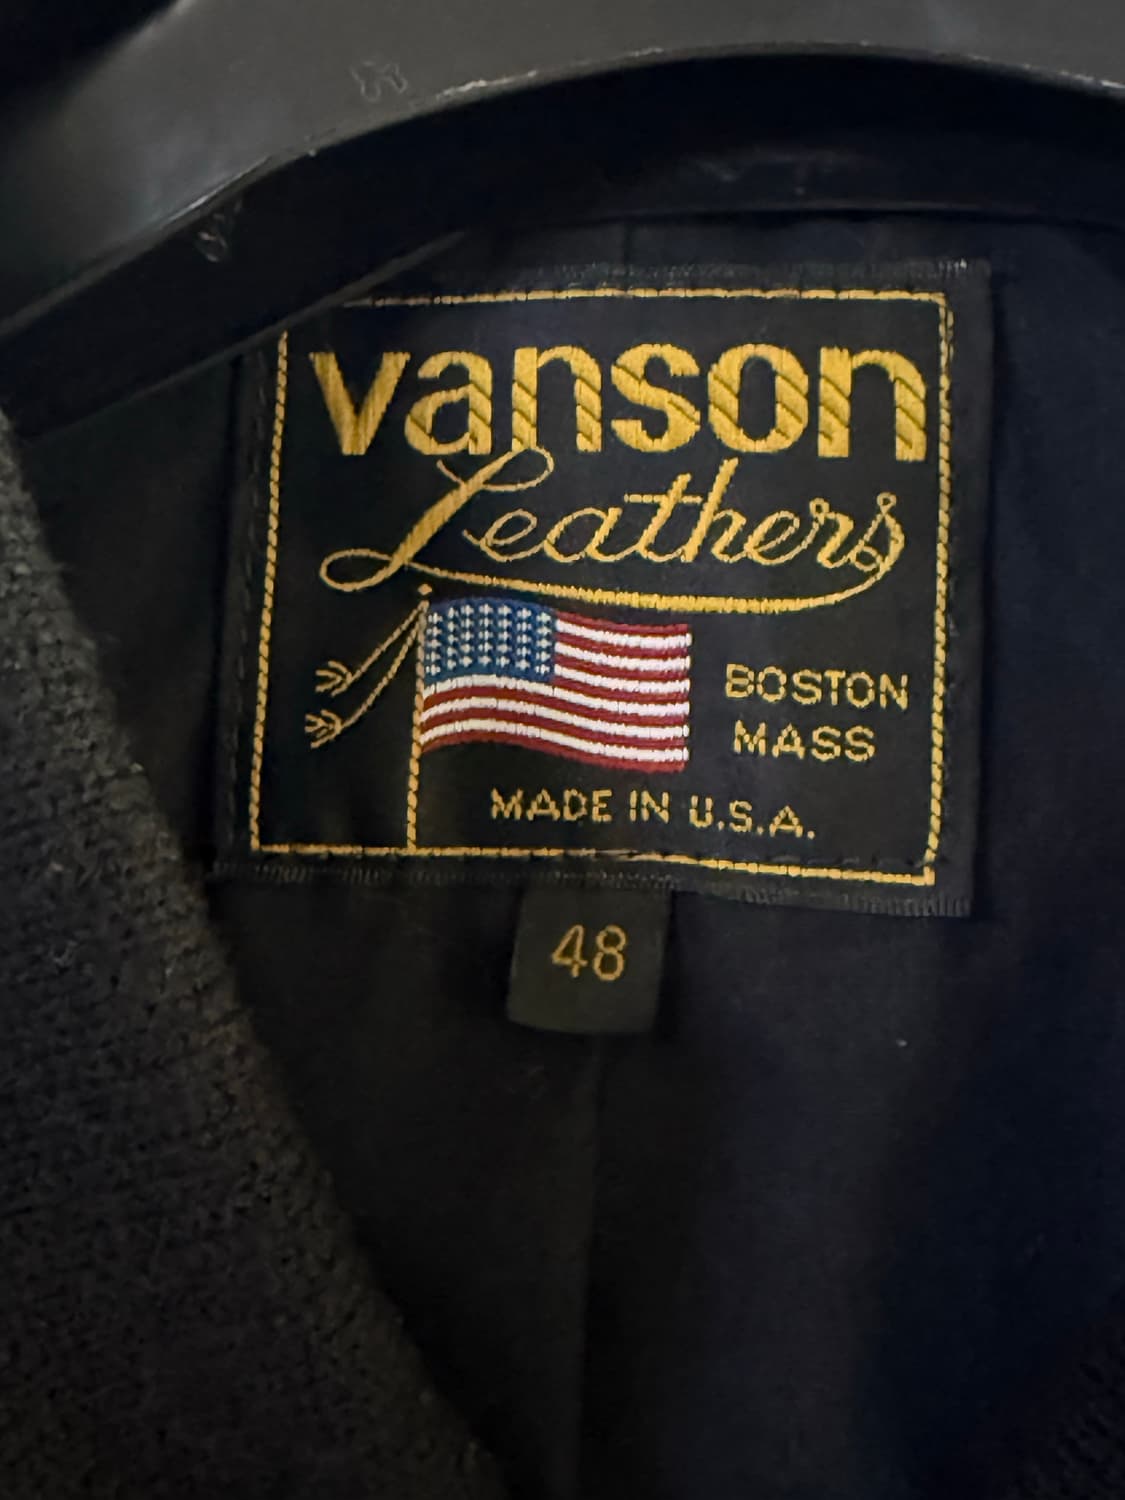 vanson
Leathers
BOSTON
MASS
MADE IN U.S.A.
48